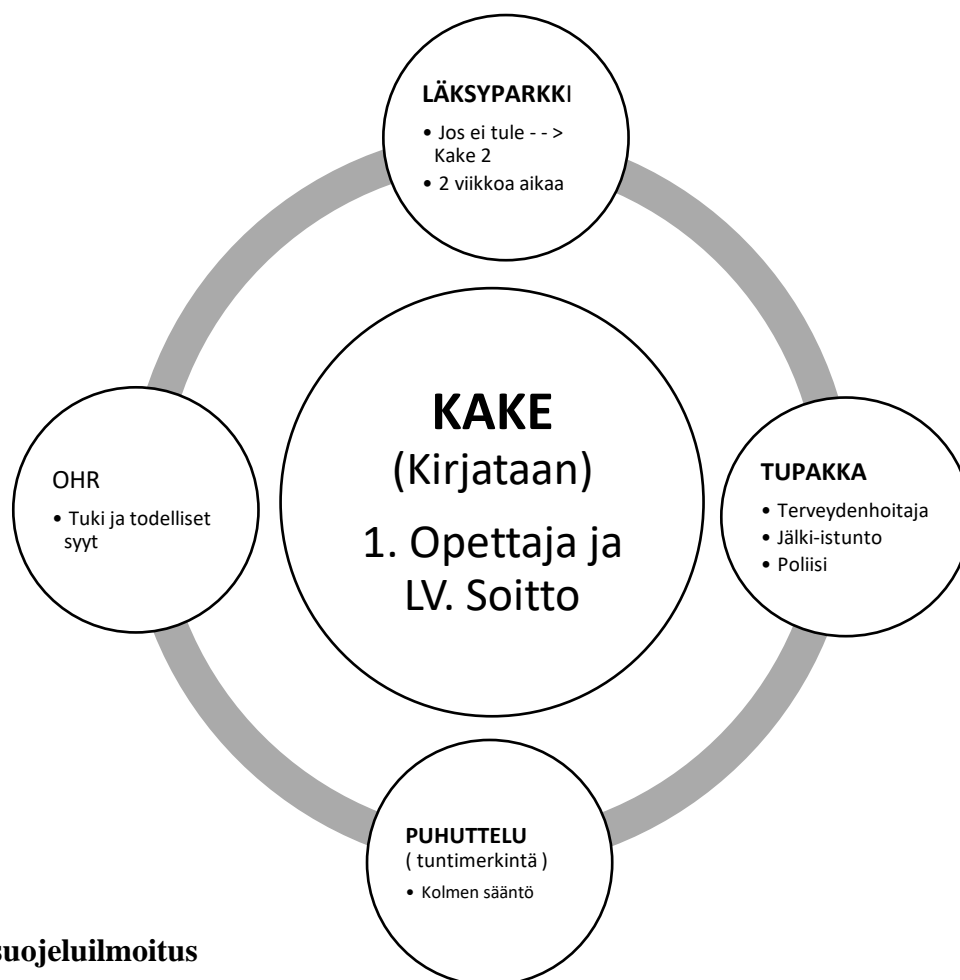 LÄKSYPARKKI
• Jos ei tule - - >
Kake 2
• 2 viikkoa aikaa
KAKE
(Kirjataan)
1. Opettaja ja
LV. Soitto
OHR
• Tuki ja todelliset
syyt
TUPAKKA
• Terveydenhoitaja
• Jälki-istunto
• Poliisi
PUHUTTELU
( tuntimerkintä )
• Kolmen sääntö
suojeluilmoitus